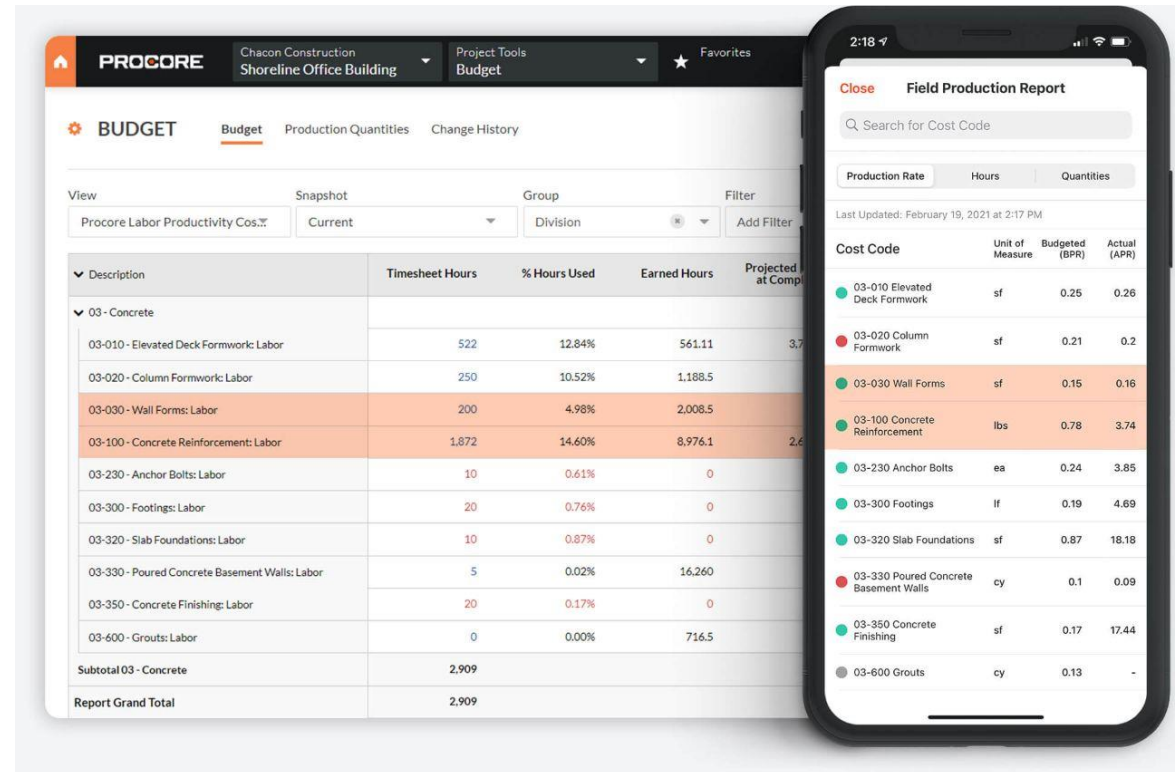 PROCORE
Chacon Construction
Shoreline Office Building
Project Tools
Budget
Favorites
BUDGET
Budget Production Quantities Change History
View Snapshot Group Filter
Procore Labor Productivity Cos... Current Division Add Filter
Description Timesheet Hours % Hours Used Earned Hours Projected
at Compl
03 - Concrete
03-010 - Elevated Deck Formwork: Labor 522 12.84% 561.11 3,7
03-020 - Column Formwork: Labor 250 10.52% 1,188.5
03-030 - Wall Forms: Labor 200 4.98% 2,008.5
03-100 - Concrete Reinforcement: Labor 1,872 14.60% 8,976.1 2,6
03-230 - Anchor Bolts: Labor 10 0.61% 0
03-300 - Footings: Labor 20 0.76% 0
03-320 - Slab Foundations: Labor 10 0.87% 0
03-330 - Poured Concrete Basement Walls: Labor 5 0.02% 16,260
03-350 - Concrete Finishing: Labor 20 0.17% 0
03-600 - Grouts: Labor 0 0.00% 716.5
Subtotal 03 - Concrete 2,909
Report Grand Total 2,909
2:18
Close Field Production Report
Search for Cost Code
Production Rate Hours Quantities
Last Updated: February 19, 2021 at 2:17 PM
Cost Code Unit of Measure Budgeted (BPR) Actual (APR)
03-010 Elevated
Deck Formwork sf 0.25 0.26
03-020 Column
Formwork sf 0.21 0.2
03-030 Wall Forms sf 0.15 0.16
03-100 Concrete
Reinforcement lbs 0.78 3.74
03-230 Anchor Bolts ea 0.24 3.85
03-300 Footings lf 0.19 4.69
03-320 Slab Foundations sf 0.87 18.18
03-330 Poured Concrete
Basement Walls cy 0.1 0.09
03-350 Concrete
Finishing sf 0.17 17.44
03-600 Grouts cy 0.13 -